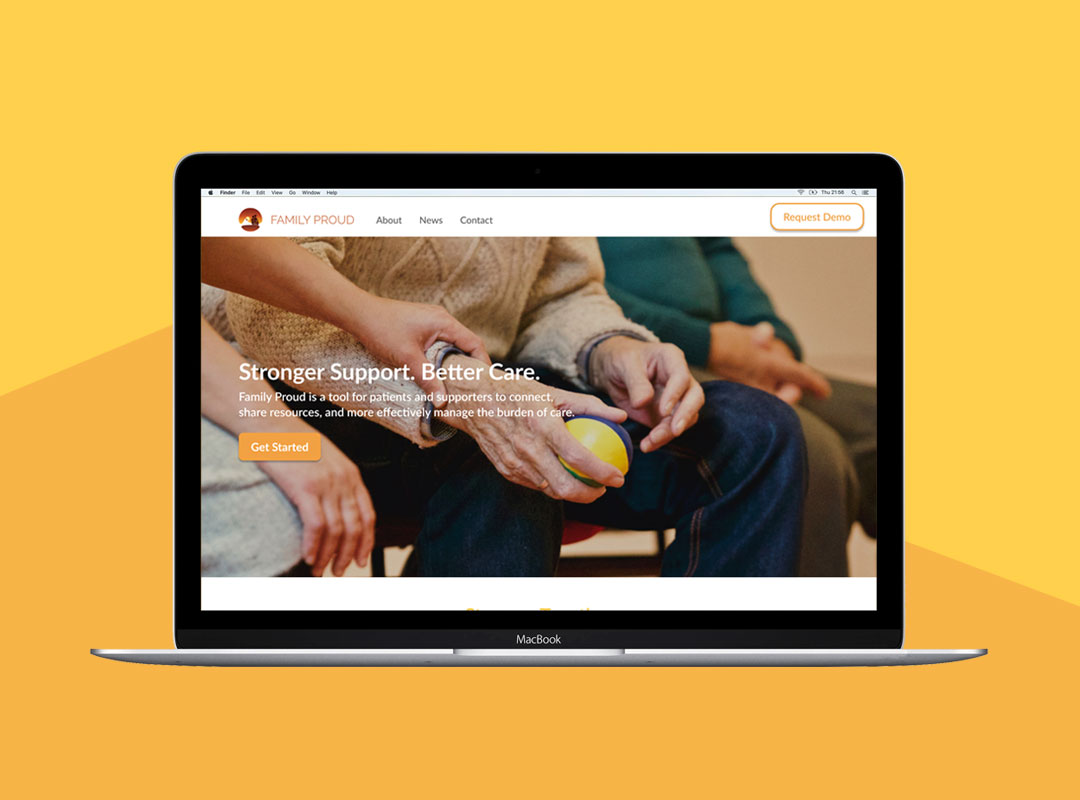 Finder File Edit View Go Window Help Thu 21:58
FAMILY PROUD About News Contact Request Demo
Stronger Support. Better Care.
Family Proud is a tool for patients and supporters to connect,
share resources, and more effectively manage the burden of care.
Get Started
MacBook